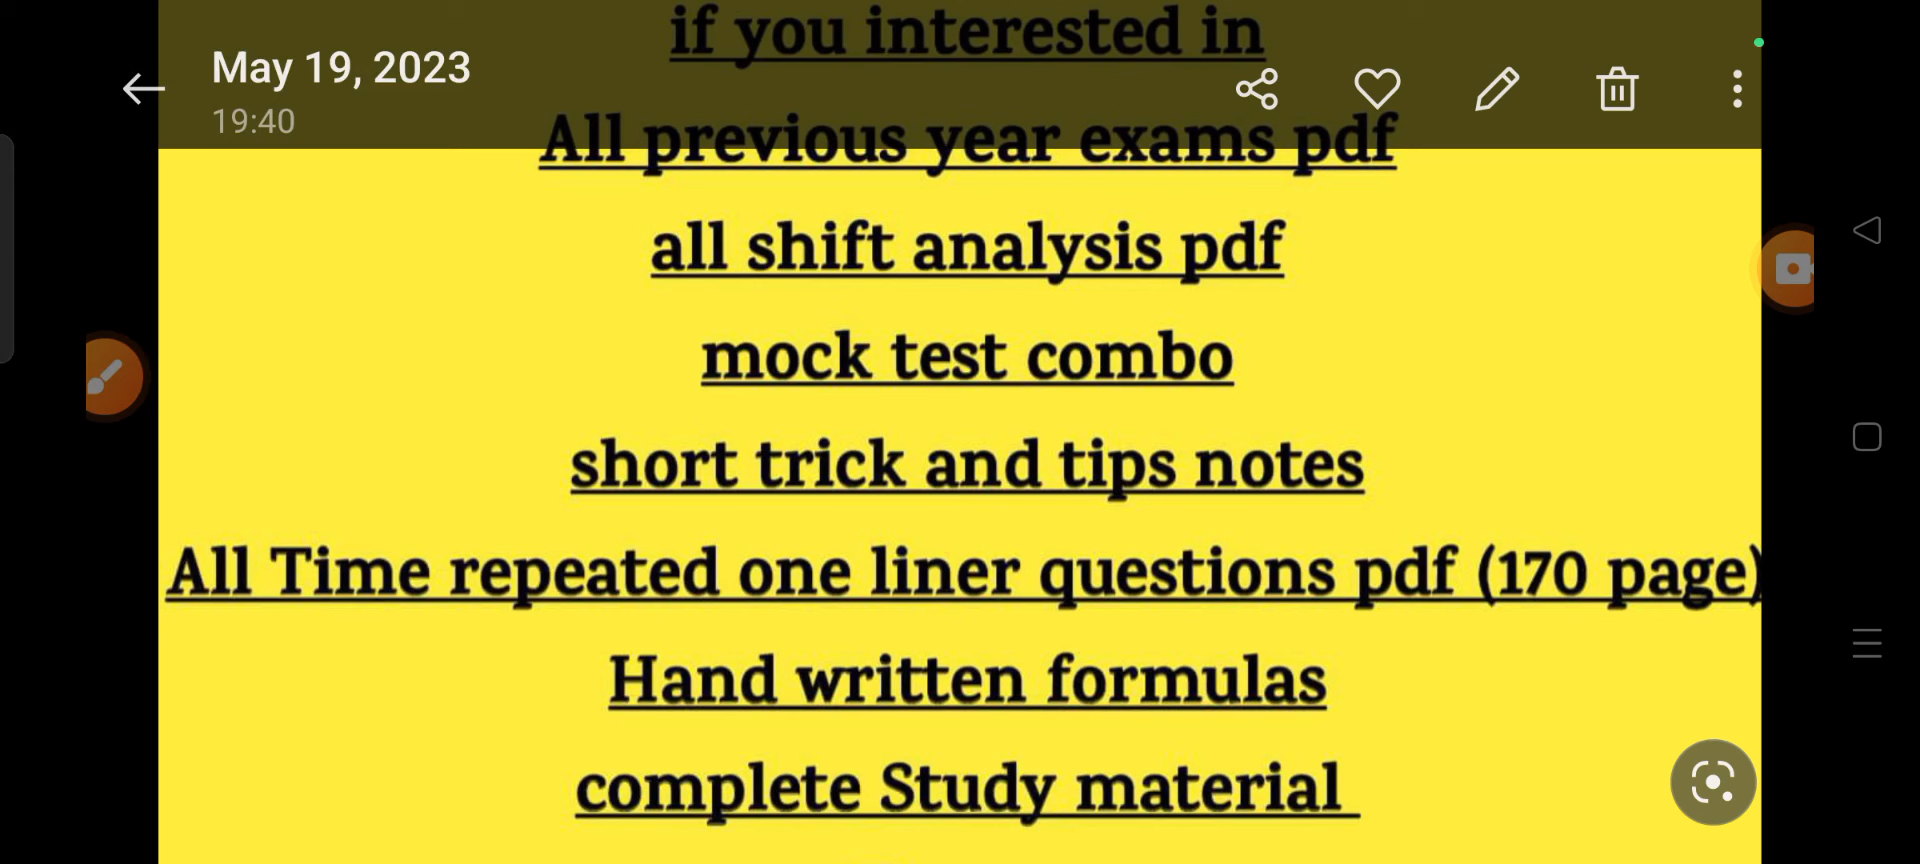 if you interested in
May 19, 2023
19:40
All previous year exams pdf
all shift analysis pdf
mock test combo
short trick and tips notes
All Time repeated one liner questions pdf (170 page)
Hand written formulas
complete Study material